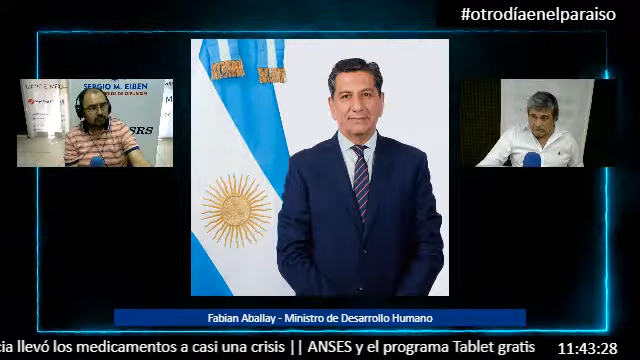 #otrodíaenelparaiso
SERGIO M. EIBEN
SRS
Fabian Aballay - Ministro de Desarrollo Humano
cia llevó los medicamentos a casi una crisis || ANSES y el programa Tablet gratis
11:43:28